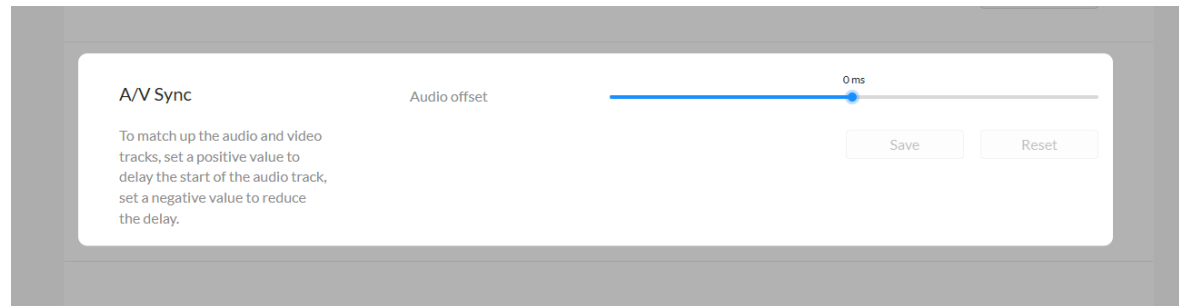 A/V Sync
Audio offset
0 ms
To match up the audio and video
tracks, set a positive value to
delay the start of the audio track,
set a negative value to reduce
the delay.
Save
Reset